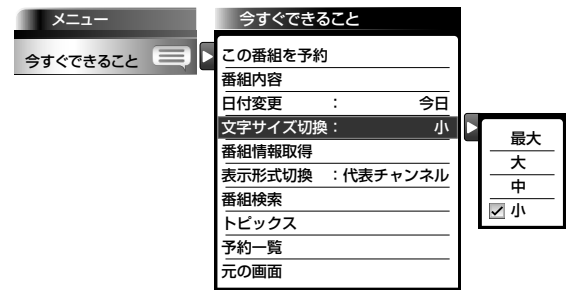 メニュー
今すぐできること
今すぐできること
この番組を予約
番組内容
日付変更 : 今日
文字サイズ切換 : 小
番組情報取得
表示形式切換 : 代表チャンネル
番組検索
トピックス
予約一覧
元の画面
最大
大
中
小